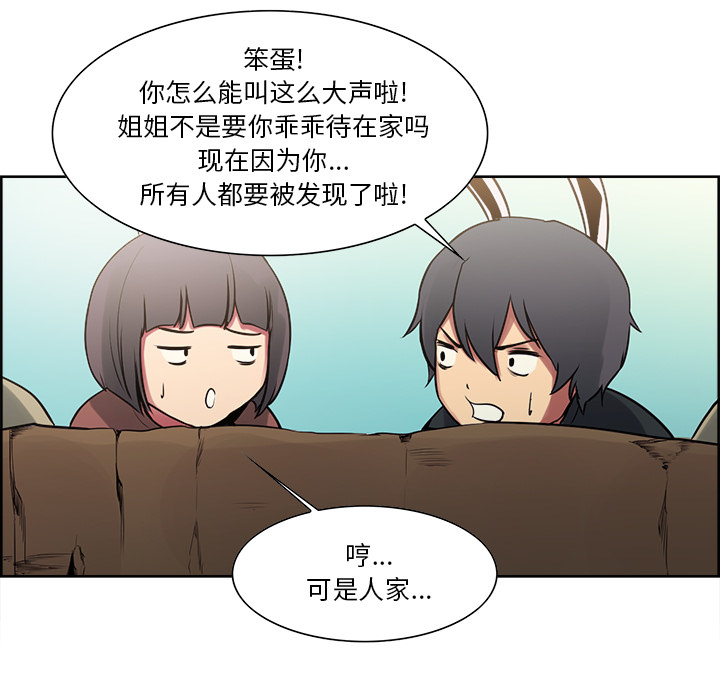 笨蛋!
你怎么能叫这么大声啦!
姐姐不是要你乖乖待在家吗
现在因为你...
所有人都要被发现了啦!
哼...
可是人家...